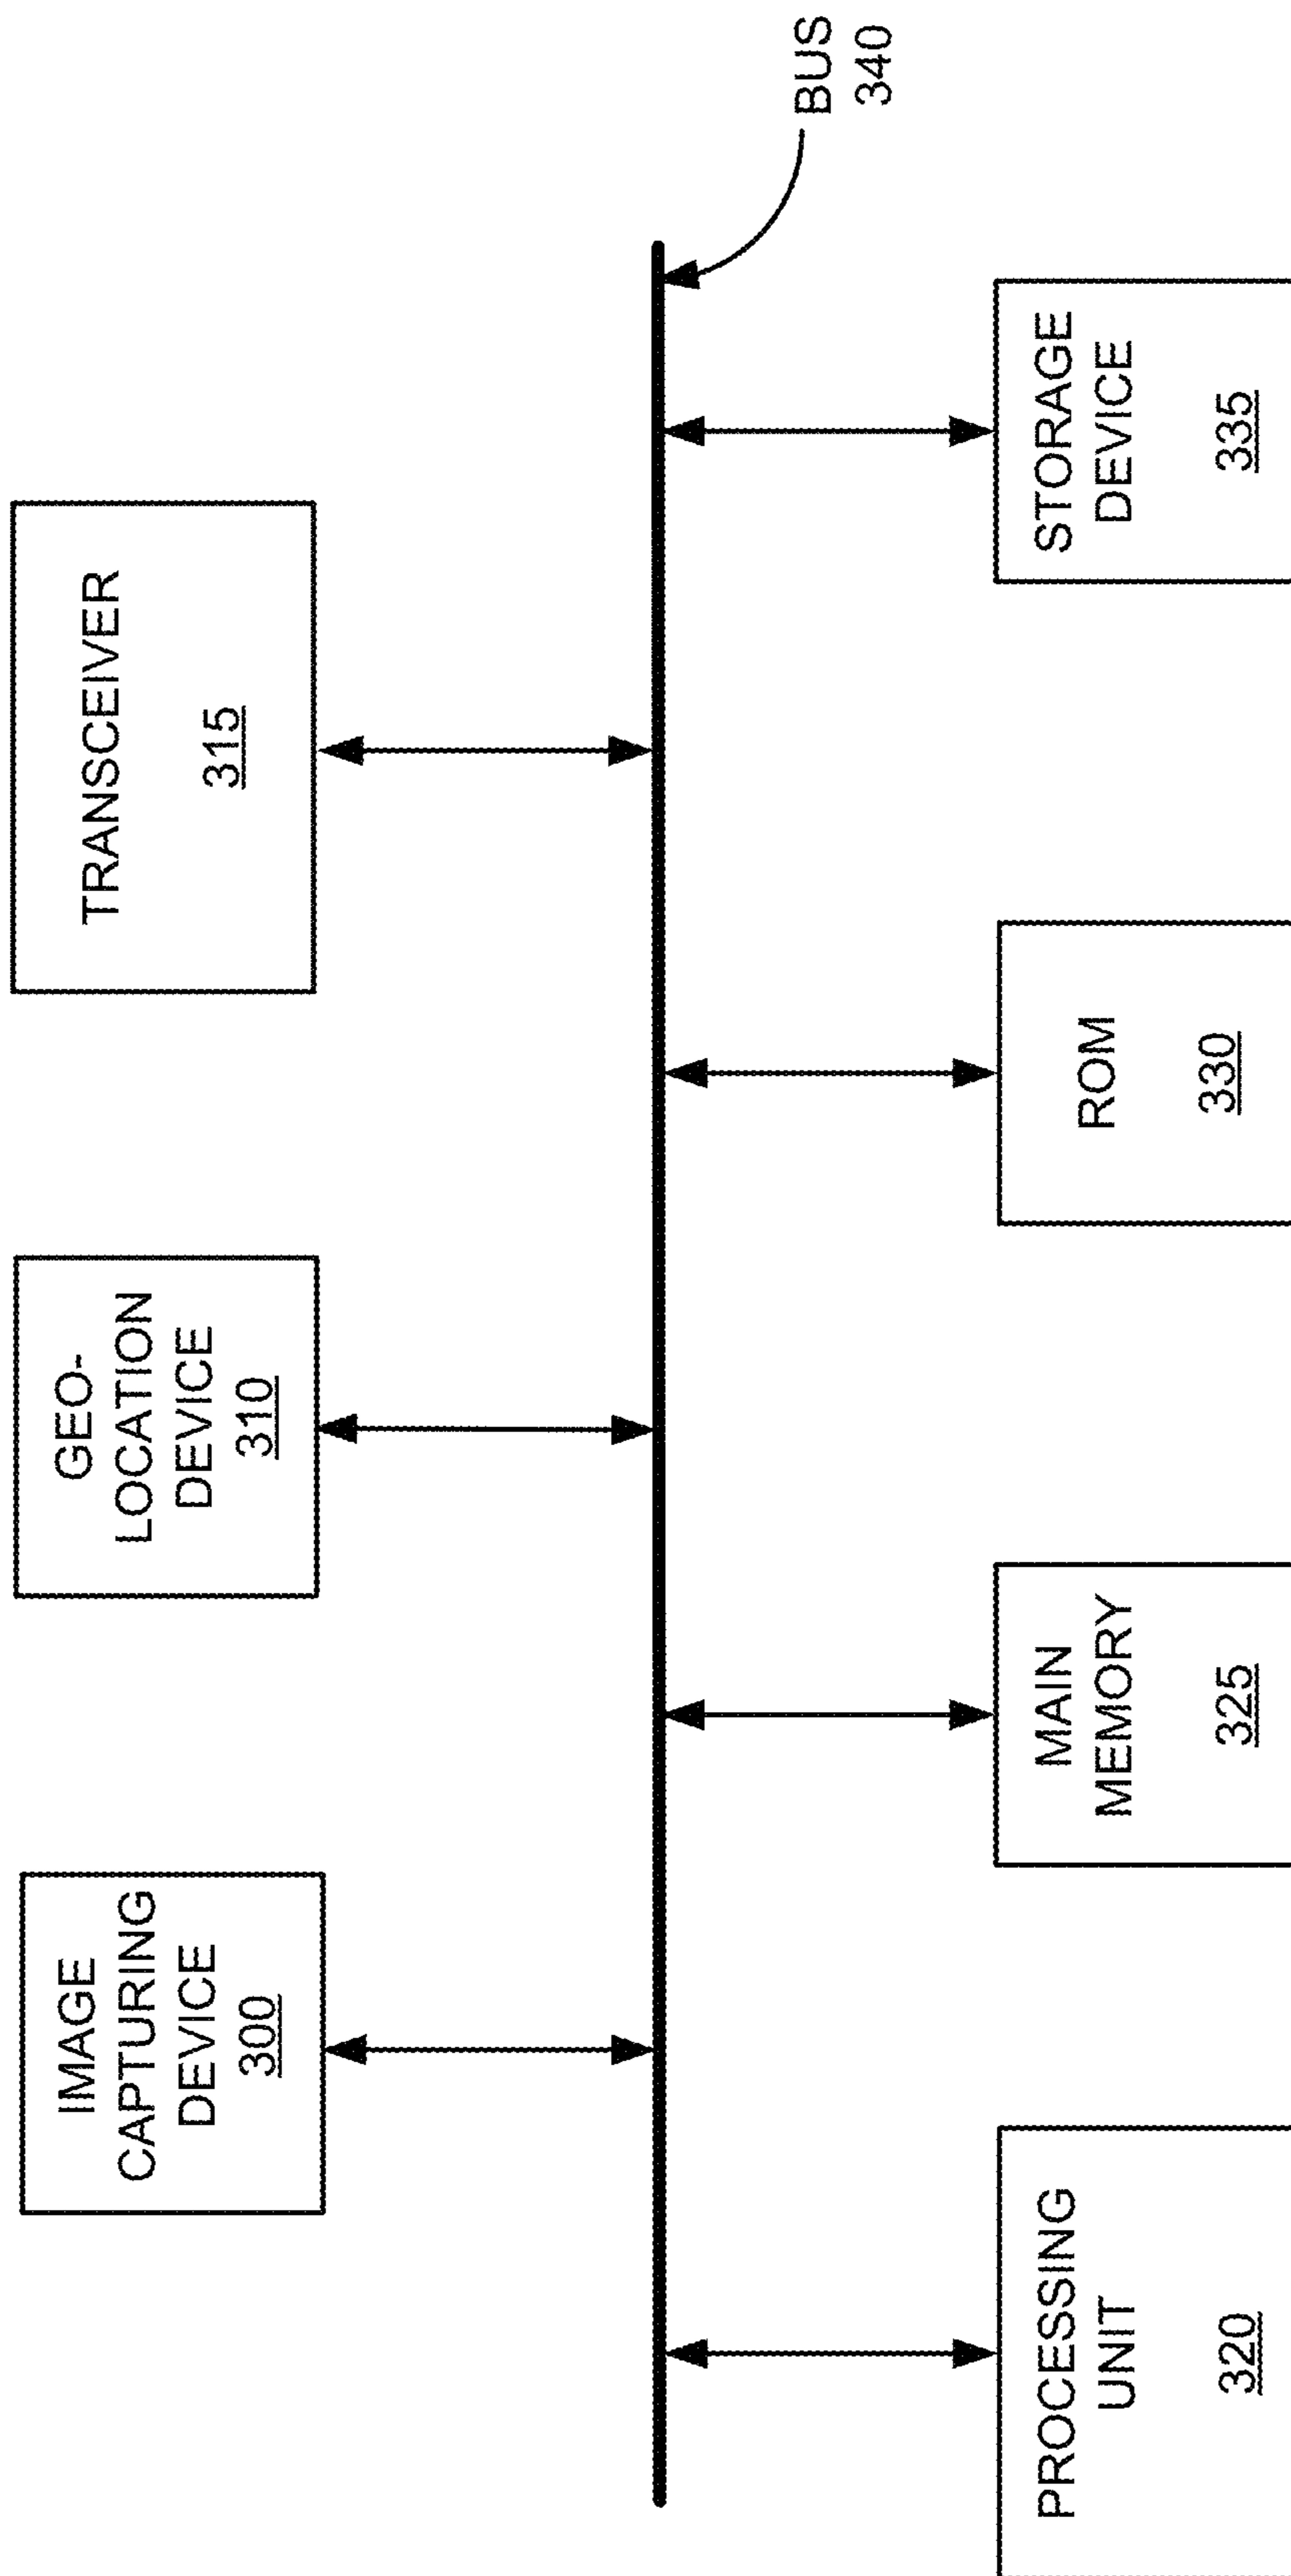 IMAGE
CAPTURING
DEVICE
300
GEO-
LOCATION
DEVICE
310
TRANSCEIVER
315
BUS
340
PROCESSING
UNIT
320
MAIN
MEMORY
325
ROM
330
STORAGE
DEVICE
335